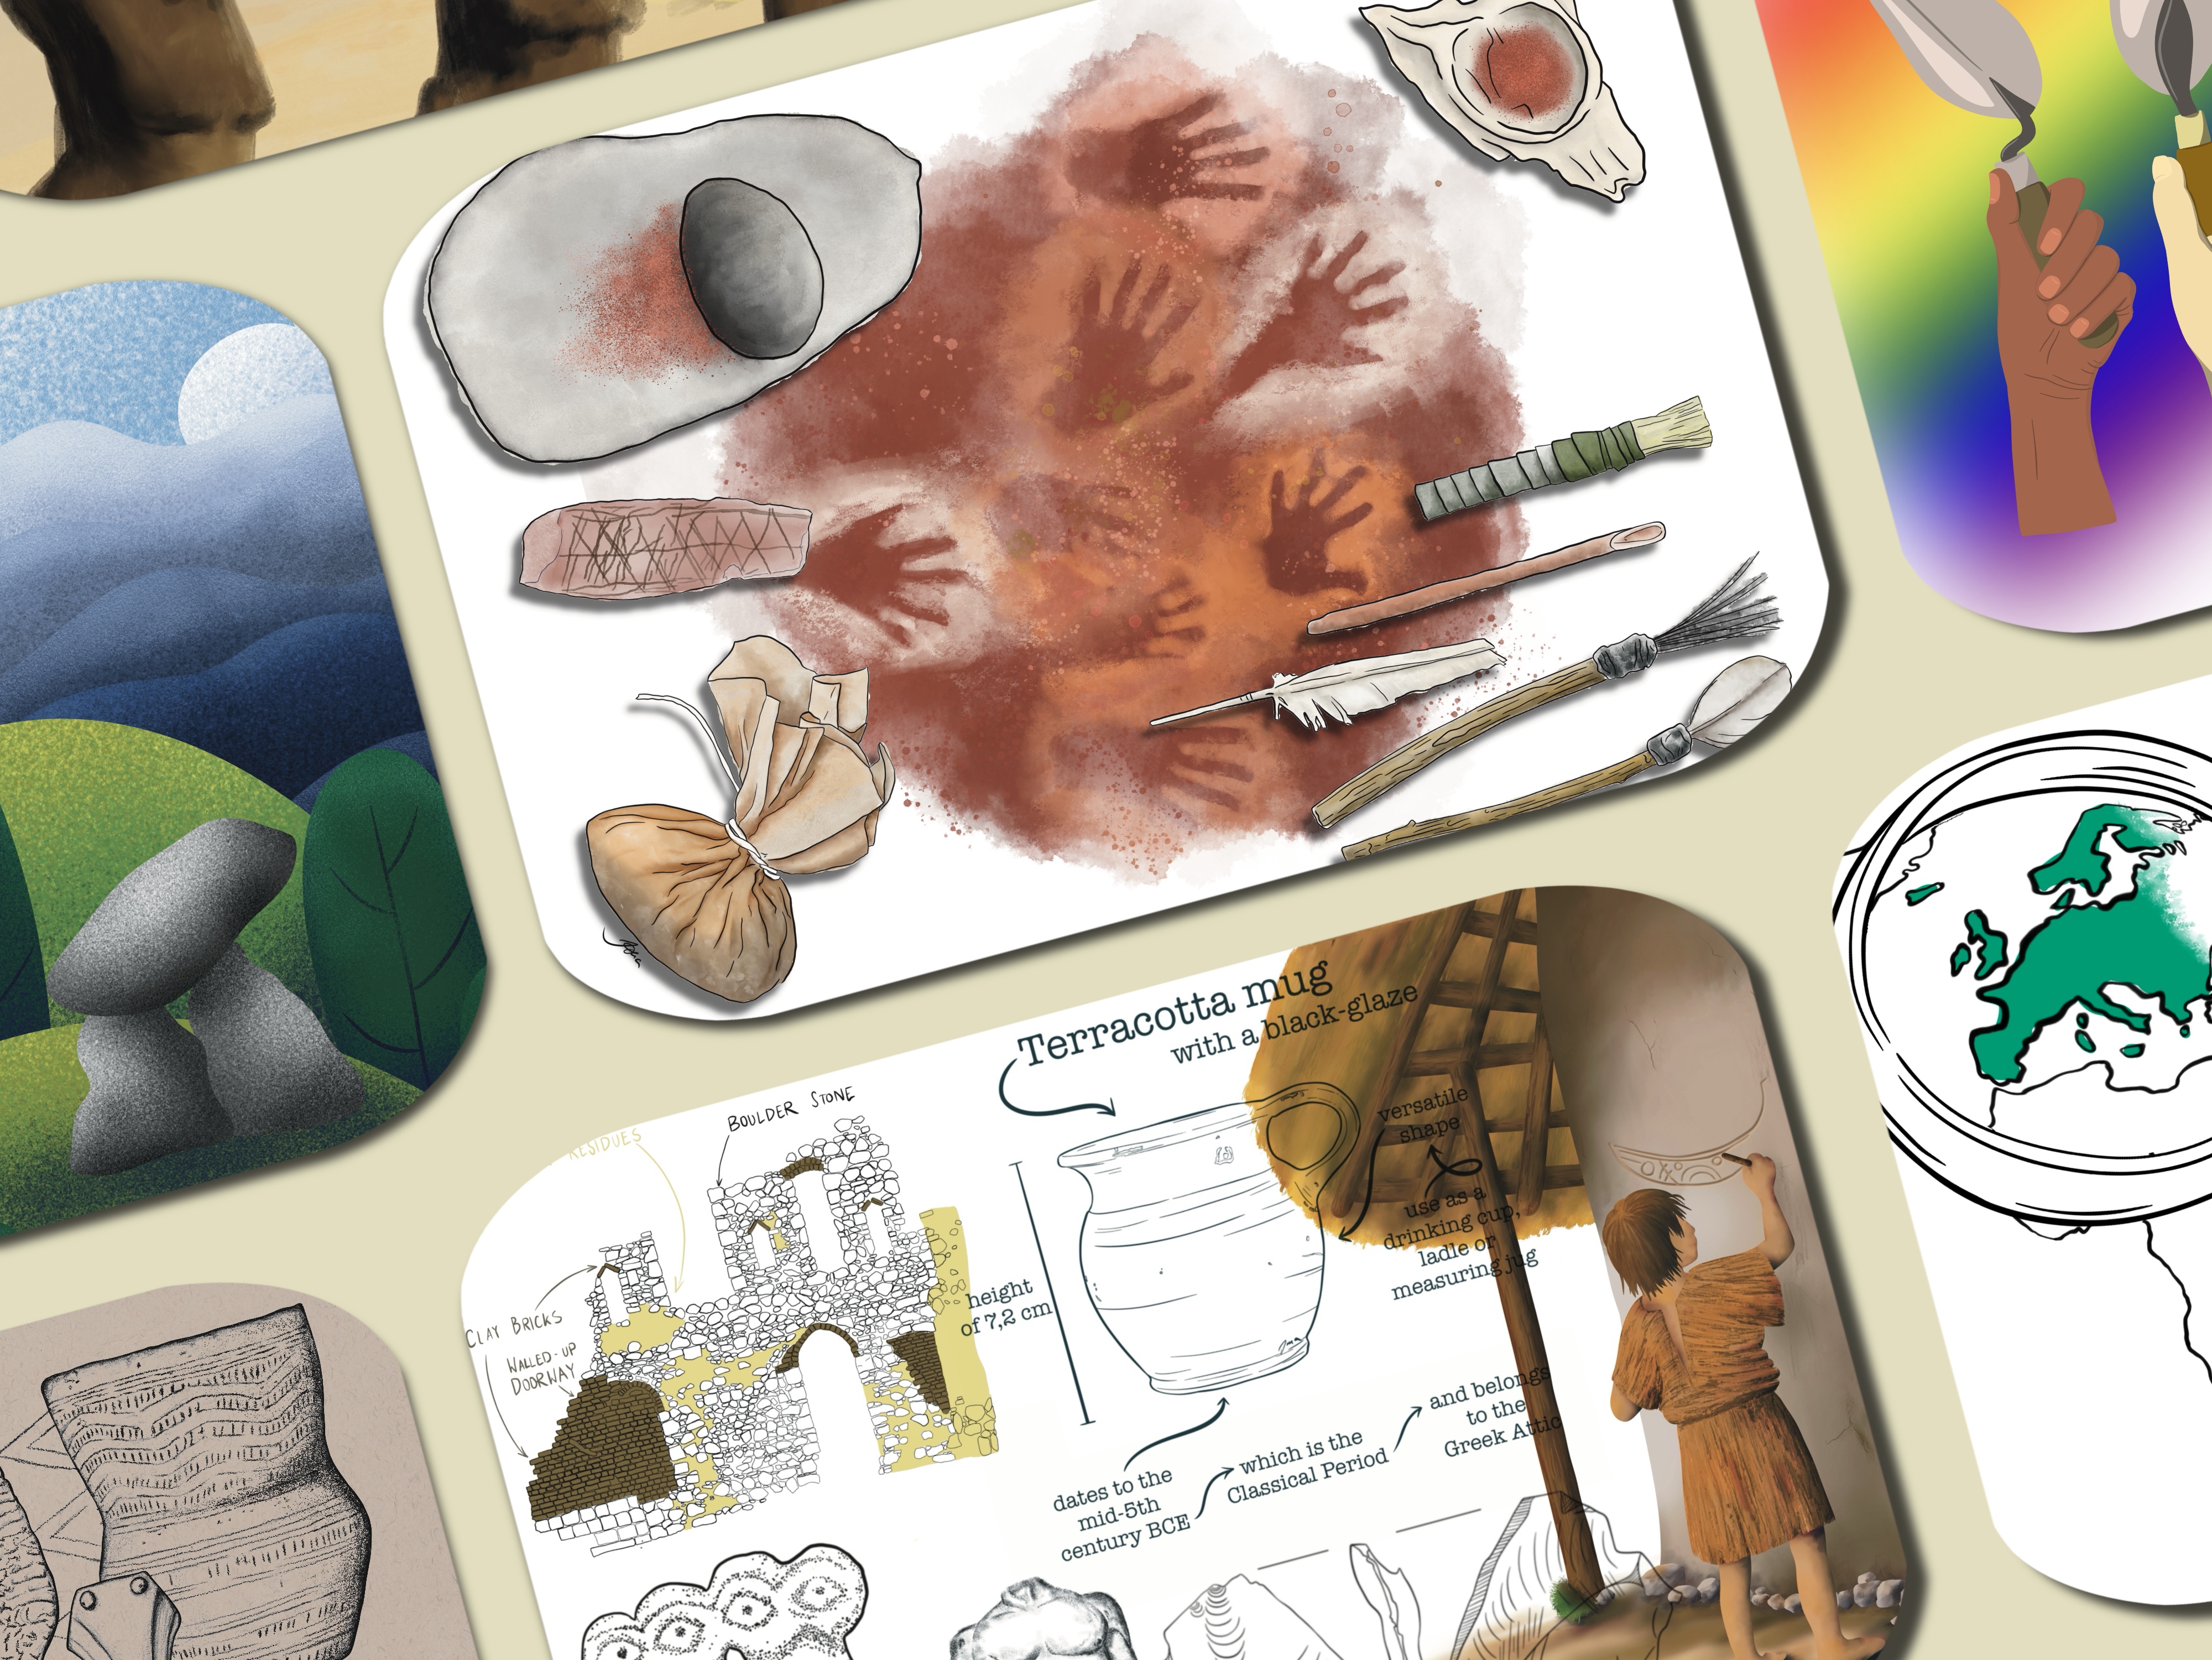 Terracotta mug
with a black-glaze
RESIDUES
BOULDER STONE
CLAY BRICKS
WALLED-UP
DOORWAY
height
of 7,2 cm
versatile
shape
use as a
drinking cup,
ladle or
measuring jug
dates to the
mid-5th
century BCE
which is the
Classical Period
and belongs
to the
Greek Attic